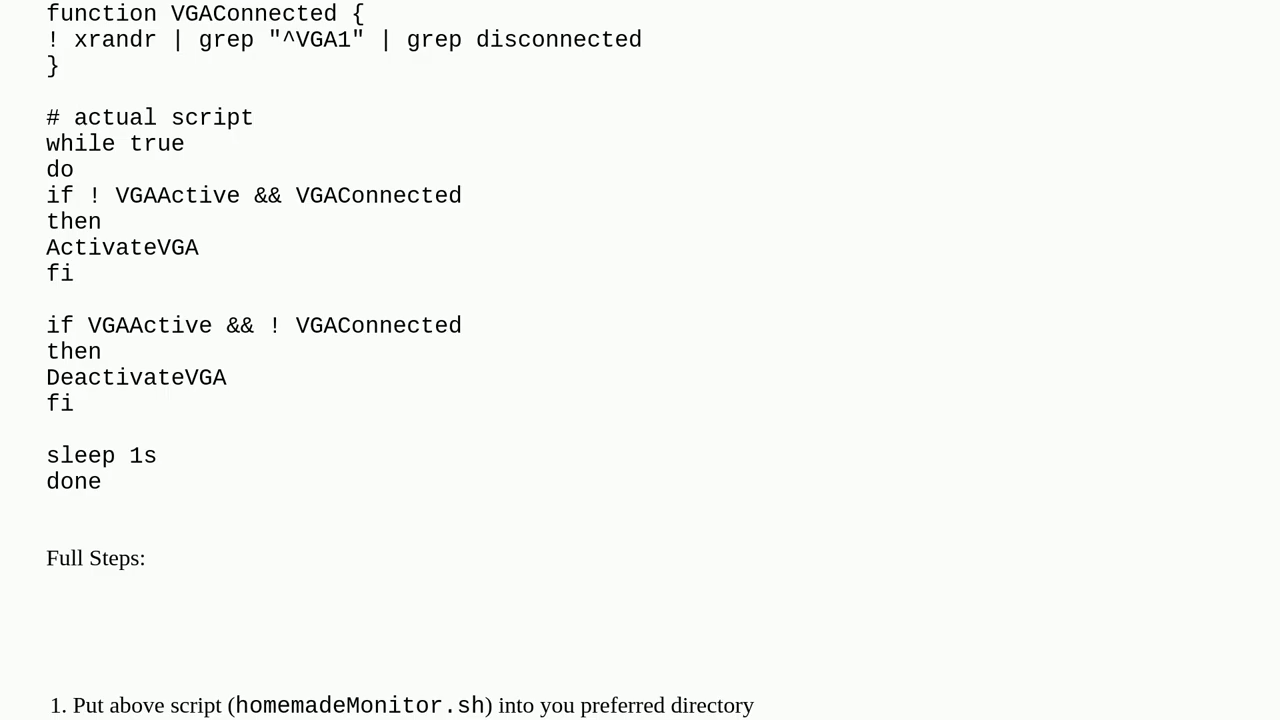 function VGAConnected {
! xrandr | grep "^VGA1" | grep disconnected
}
# actual script
while true
do
if ! VGAActive && VGAConnected
then
ActivateVGA
fi
if VGAActive && ! VGAConnected
then
DeactivateVGA
fi
sleep 1s
done
Full Steps:
1. Put above script (homemadeMonitor.sh) into you preferred directory